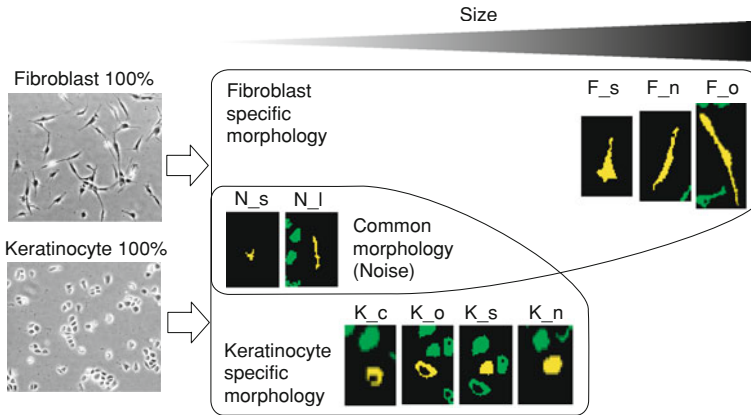 Size
Fibroblast 100%
Fibroblast
specific
morphology
F_s
F_n
F_o
N_s
N_l
Common
morphology
(Noise)
Keratinocyte 100%
K_c
K_o
K_s
K_n
Keratinocyte
specific
morphology